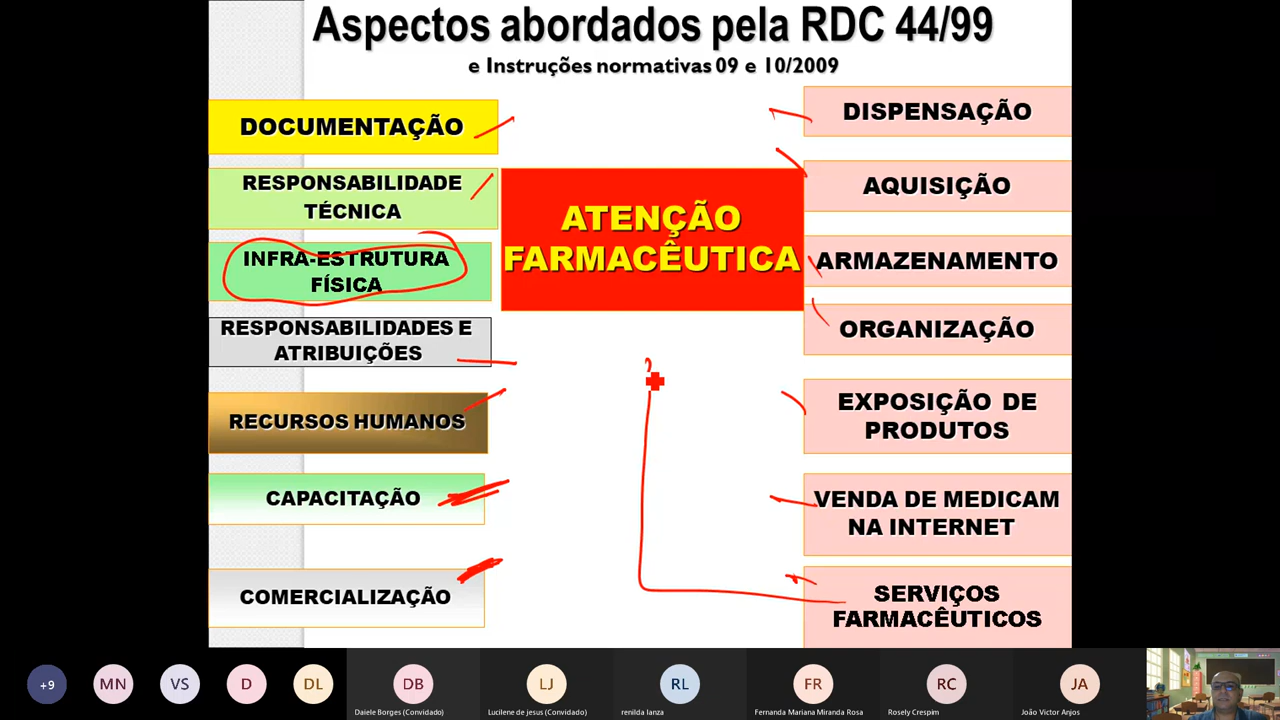 Aspectos abordados pela RDC 44/99
e Instruções normativas 09 e 10/2009
DOCUMENTAÇÃO
RESPONSABILIDADE
TÉCNICA
INFRA-ESTRUTURA
FÍSICA
RESPONSABILIDADES E
ATRIBUIÇÕES
RECURSOS HUMANOS
CAPACITAÇÃO
COMERCIALIZAÇÃO
ATENÇÃO
FARMACÊUTICA
DISPENSAÇÃO
AQUISIÇÃO
ARMAZENAMENTO
ORGANIZAÇÃO
EXPOSIÇÃO DE
PRODUTOS
VENDA DE MEDICAM
NA INTERNET
SERVIÇOS
FARMACÊUTICOS
+9
MN
VS
D
DL
DB
LJ
RL
FR
RC
JA
Daiele Borges (Convidado)
Lucilene de jesus (Convidado)
renilda lanza
Fernanda Mariana Miranda Rosa
Rosely Crespim
João Victor Anjos